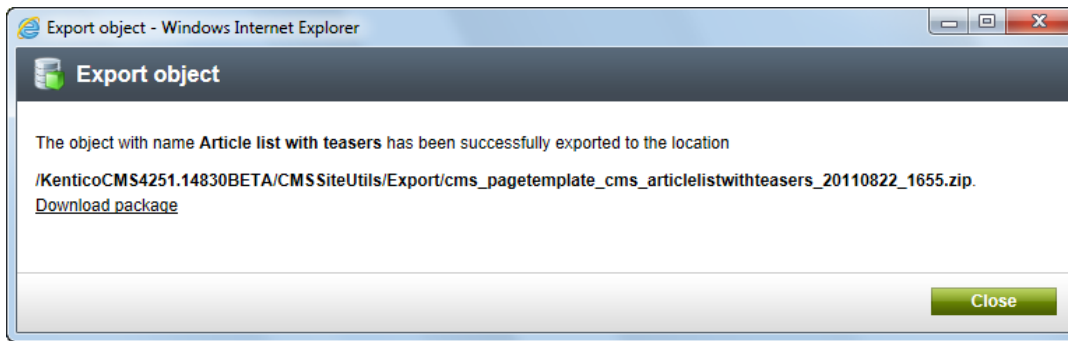 Export object - Windows Internet Explorer
Export object
The object with name Article list with teasers has been successfully exported to the location
/KenticoCMS4251.14830BETA/CMSSiteUtils/Export/cms_pagetemplate_cms_articlelistwithteasers_20110822_1655.zip.
Download package
Close